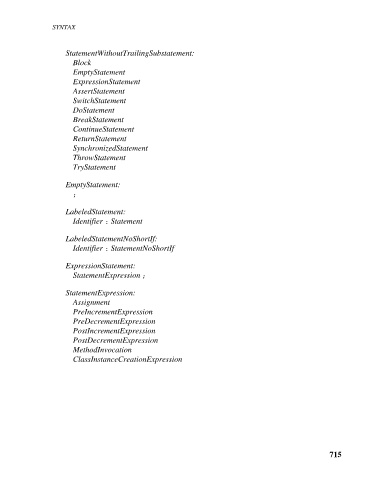 SYNTAX
StatementWithoutTrailingSubstatement:
Block
EmptyStatement
ExpressionStatement
AssertStatement
SwitchStatement
DoStatement
BreakStatement
ContinueStatement
ReturnStatement
SynchronizedStatement
ThrowStatement
TryStatement
EmptyStatement:
;
LabeledStatement:
Identifier : Statement
LabeledStatementNoShortIf:
Identifier : StatementNoShortIf
ExpressionStatement:
StatementExpression ;
StatementExpression:
Assignment
PreIncrementExpression
PreDecrementExpression
PostIncrementExpression
PostDecrementExpression
MethodInvocation
ClassInstanceCreationExpression
715